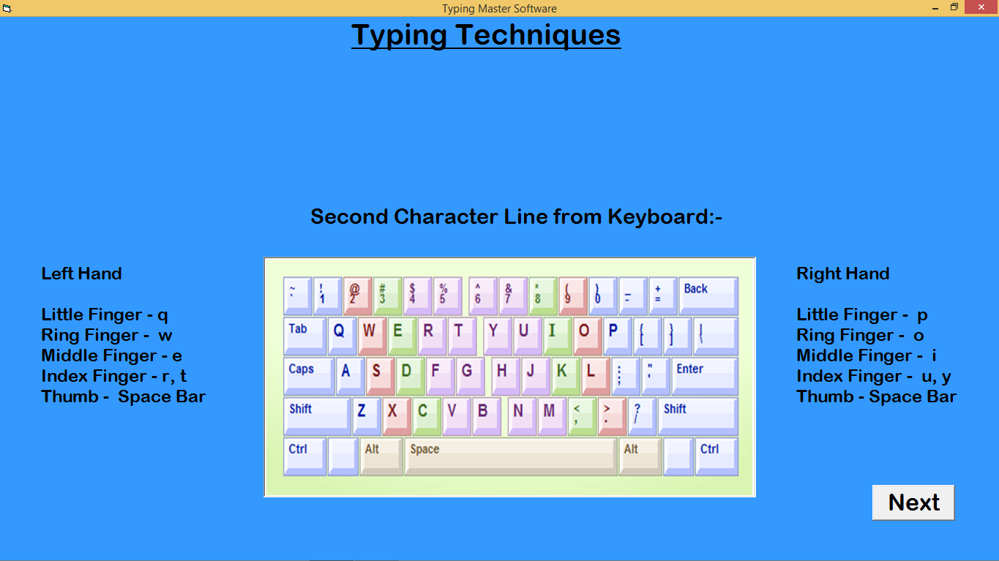 Typing Master Software
Typing Techniques
Second Character Line from Keyboard:-
Left Hand
Little Finger - q
Ring Finger - w
Middle Finger - e
Index Finger - r, t
Thumb - Space Bar
~ ! @ # $ % ^ & * ( ) _ + Back
` 1 2 3 4 5 6 7 8 9 0 - =
Tab Q W E R T Y U I O P { } |
[ ] \
Caps A S D F G H J K L : " Enter
; '
Shift Z X C V B N M < > ? Shift
, . /
Ctrl Alt Space Alt Ctrl
Right Hand
Little Finger - p
Ring Finger - o
Middle Finger - i
Index Finger - u, y
Thumb - Space Bar
Next